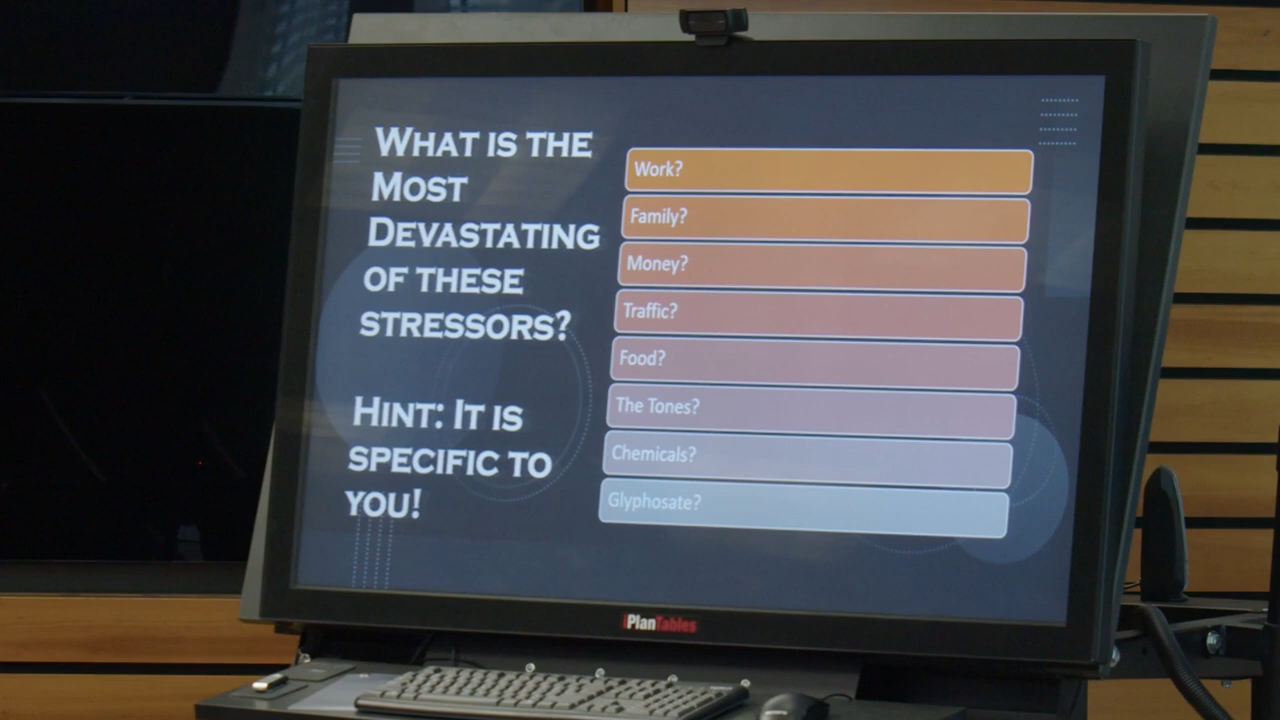 What is the
Most
Devastating
of these
stressors?
Hint: It is
specific to
you!
Work?
Family?
Money?
Traffic?
Food?
The Tones?
Chemicals?
Glyphosate?
iPlanTables